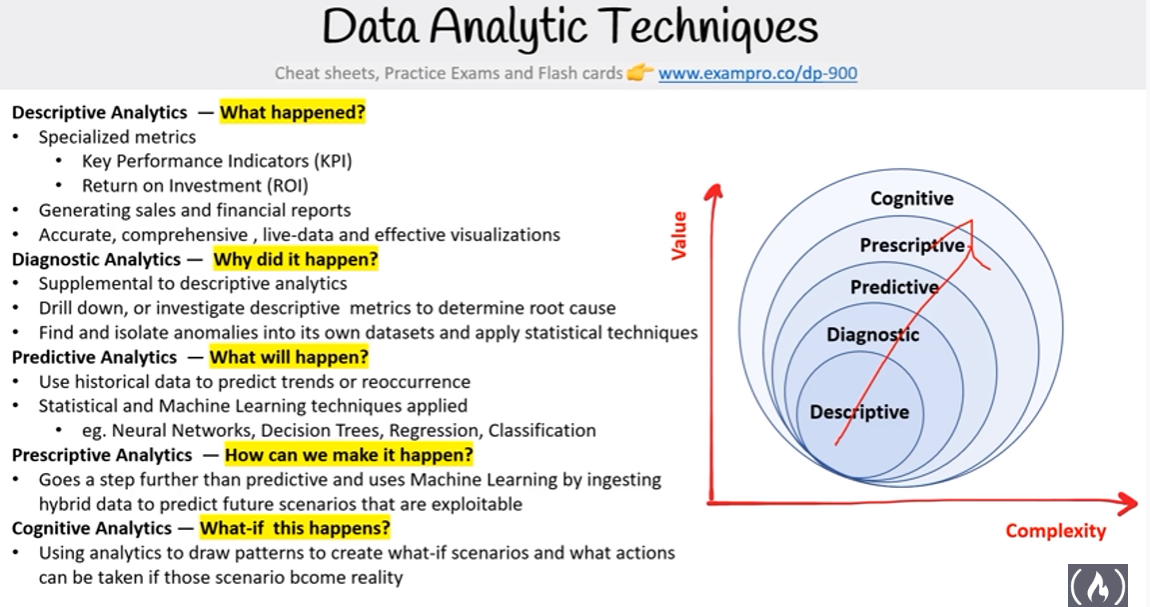 Data Analytic Techniques
Cheat sheets, Practice Exams and Flash cards 👉 www.exampro.co/dp-900
Descriptive Analytics — What happened?
• Specialized metrics
• Key Performance Indicators (KPI)
• Return on Investment (ROI)
• Generating sales and financial reports
• Accurate, comprehensive , live-data and effective visualizations
Diagnostic Analytics — Why did it happen?
• Supplemental to descriptive analytics
• Drill down, or investigate descriptive metrics to determine root cause
• Find and isolate anomalies into its own datasets and apply statistical techniques
Predictive Analytics — What will happen?
• Use historical data to predict trends or reoccurrence
• Statistical and Machine Learning techniques applied
• eg. Neural Networks, Decision Trees, Regression, Classification
Prescriptive Analytics — How can we make it happen?
• Goes a step further than predictive and uses Machine Learning by ingesting
hybrid data to predict future scenarios that are exploitable
Cognitive Analytics — What-if this happens?
• Using analytics to draw patterns to create what-if scenarios and what actions
can be taken if those scenario bcome reality
Value
Cognitive
Prescriptive
Predictive
Diagnostic
Descriptive
Complexity